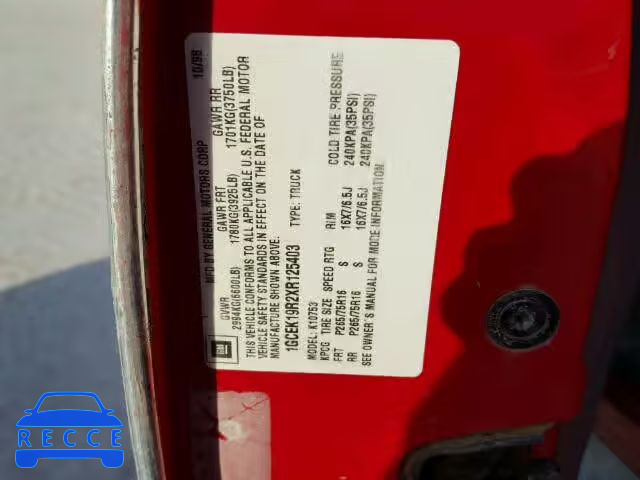 MFD BY GENERAL MOTORS CORP 10/98
GVWR GAWR FRT GAWR RR
2994KG(6600LB) 1780KG(3925LB) 1701KG(3750LB)
THIS VEHICLE CONFORMS TO ALL APPLICABLE U.S. FEDERAL MOTOR
VEHICLE SAFETY STANDARDS IN EFFECT ON THE DATE OF
MANUFACTURE SHOWN ABOVE.
1GCEK19R2XR125403 TYPE: TRUCK
MODEL: K10753
KPCG TIRE SIZE SPEED RTG RIM COLD TIRE PRESSURE
FRT P265/75R16 S 16X7/6.5J 240KPA(35PSI)
RR P265/75R16 S 16X7/6.5J 240KPA(35PSI)
SEE OWNER'S MANUAL FOR MORE INFORMATION
GM
RECCE